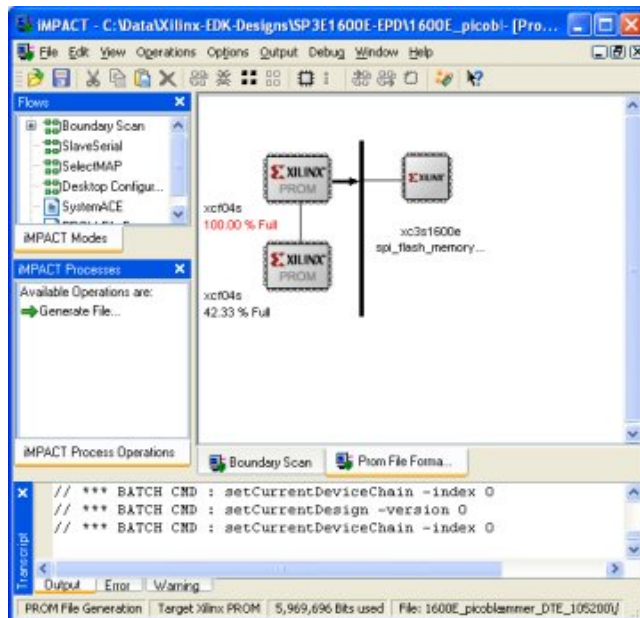 iMPACT - C:\Data\Xilinx-EDK-Designs\SP3E1600E-EPD\1600E_picobl- [Pro...
File Edit View Operations Options Output Debug Window Help
Flows
Boundary Scan
SlaveSerial
SelectMAP
Desktop Configur...
SystemACE
iMPACT Modes
iMPACT Processes
Available Operations are:
Generate File...
iMPACT Process Operations
XILINX
PROM
xcf04s
100.00 % Full
XILINX
PROM
xcf04s
42.33 % Full
XILINX
xc3s1600e
spi_flash_memory...
Boundary Scan
Prom File Forma...
// *** BATCH CMD : setCurrentDeviceChain -index 0
// *** BATCH CMD : setCurrentDesign -version 0
// *** BATCH CMD : setCurrentDeviceChain -index 0
Transcript
Output Error Warning
PROM File Generation Target Xilinx PROM 5,969,696 Bits used File: 1600E_picoblammer_DTE_105200\/